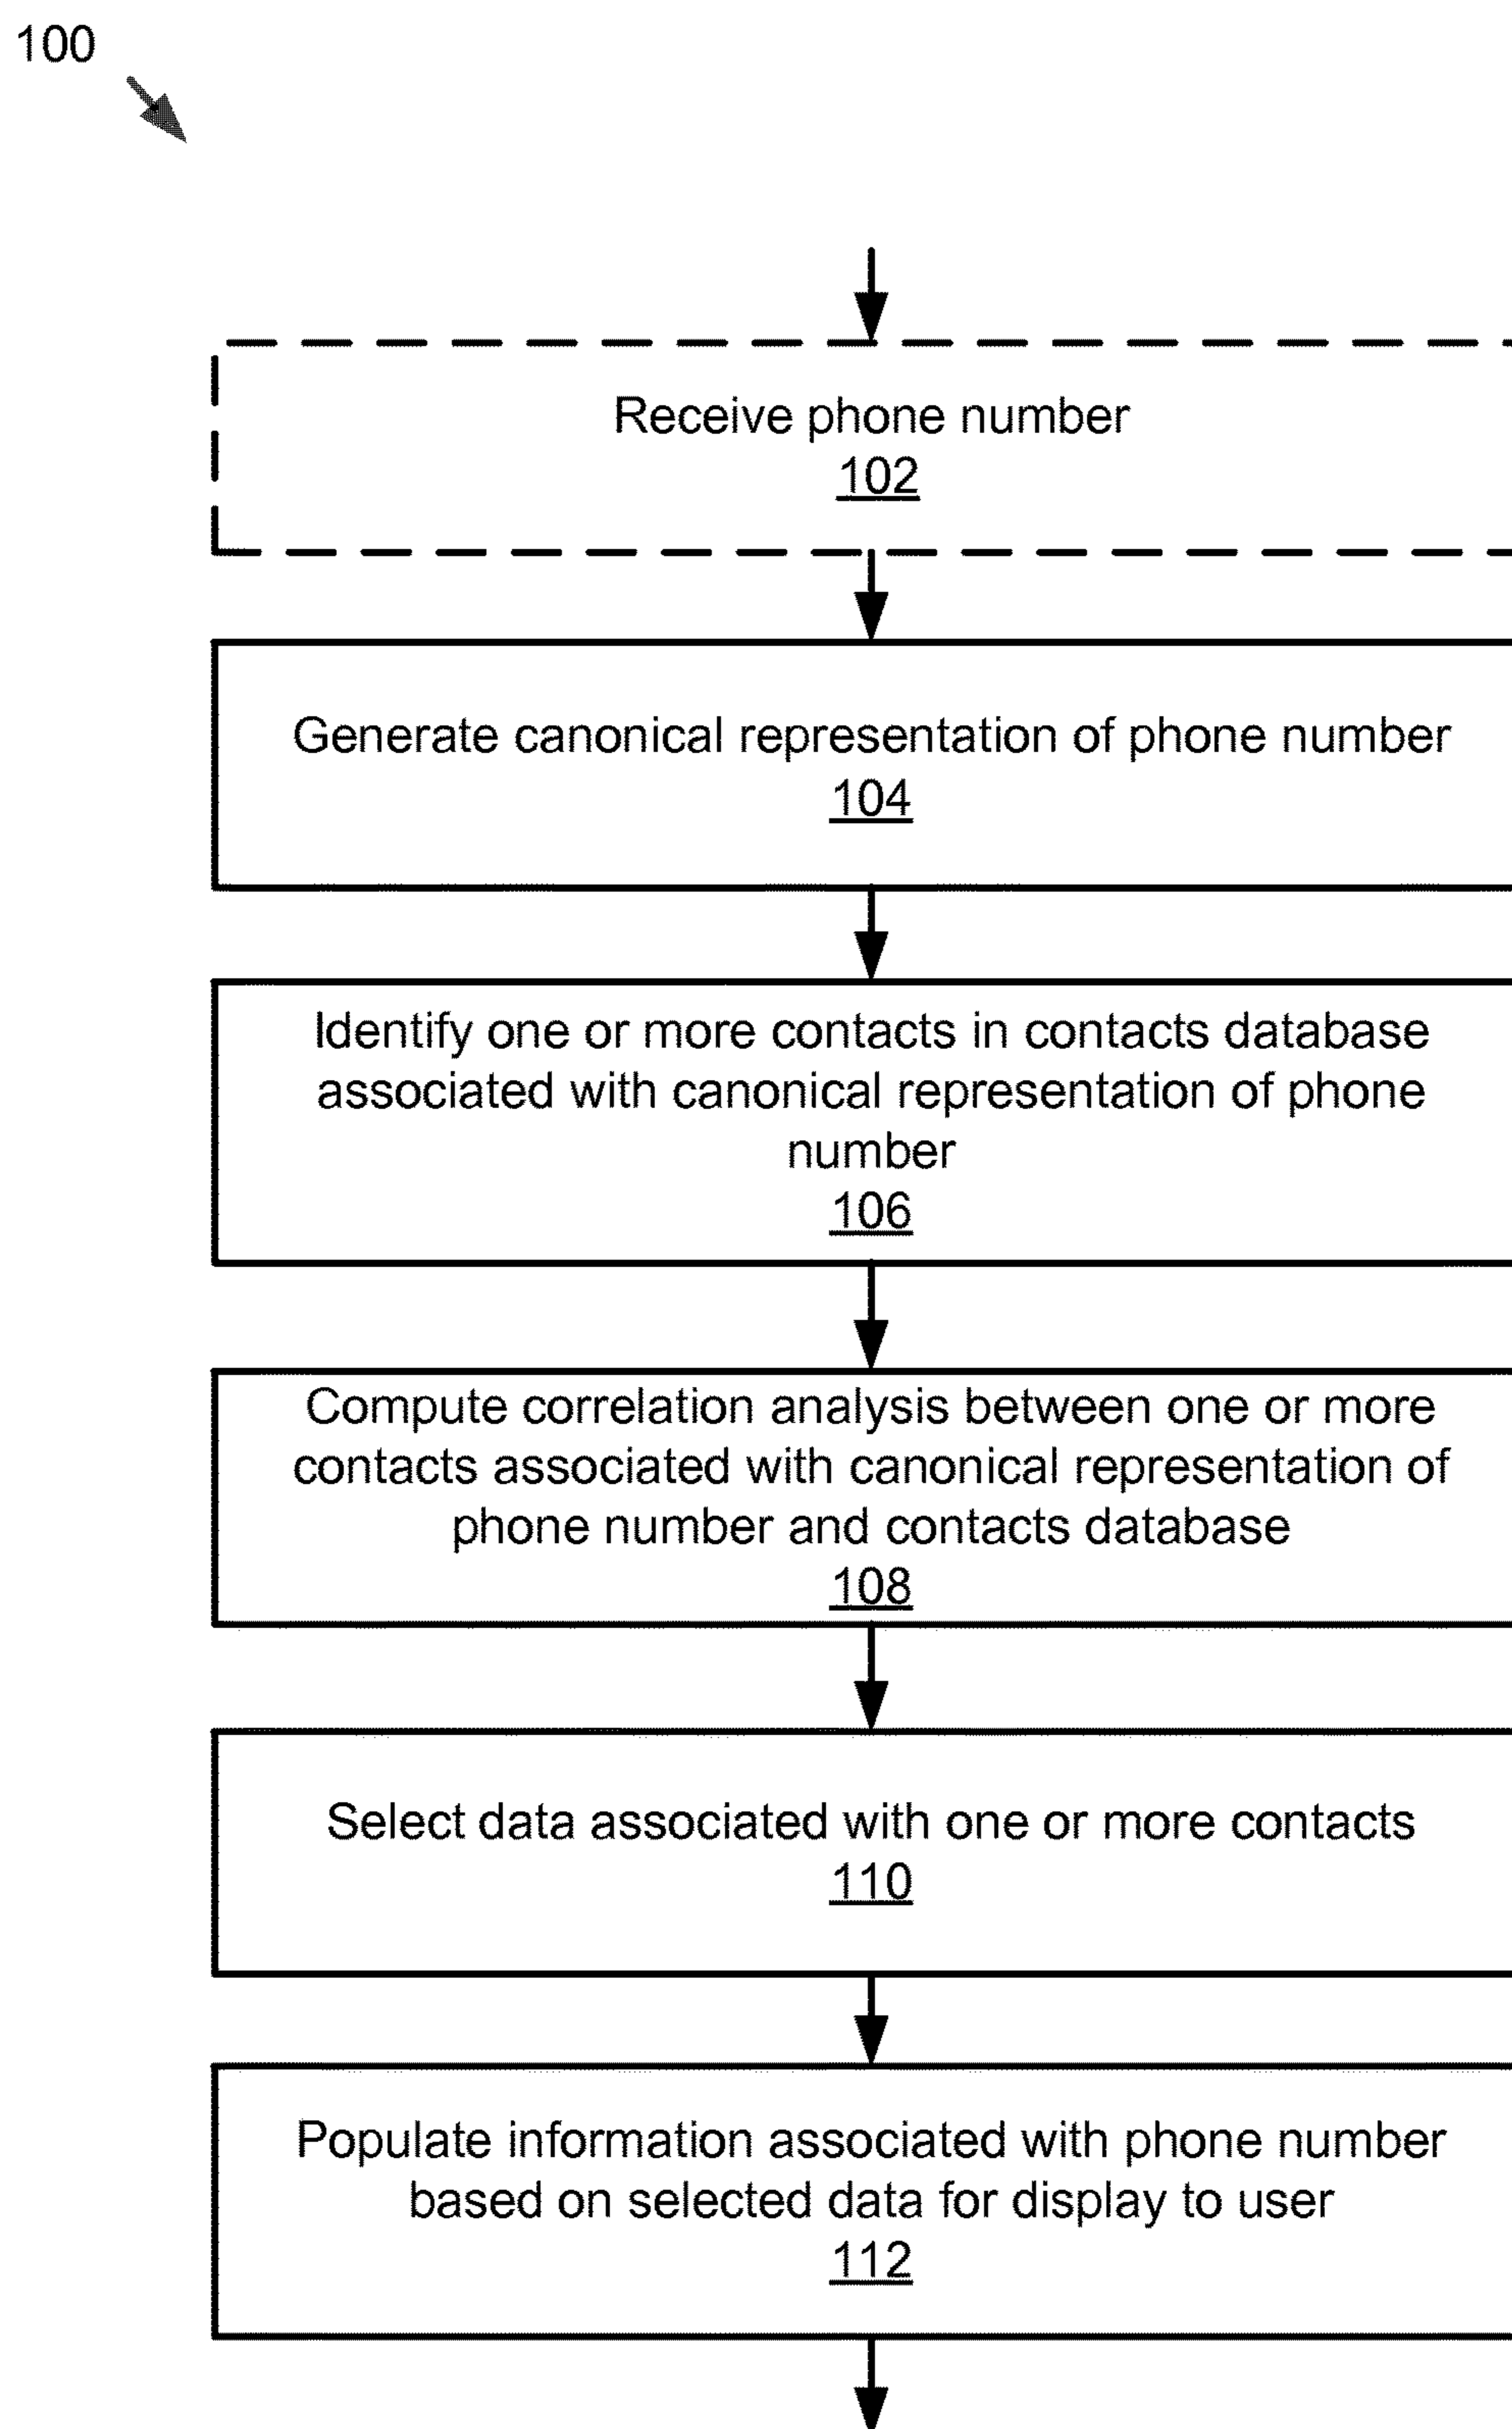 100
Receive phone number
102
Generate canonical representation of phone number
104
Identify one or more contacts in contacts database
associated with canonical representation of phone
number
106
Compute correlation analysis between one or more
contacts associated with canonical representation of
phone number and contacts database
108
Select data associated with one or more contacts
110
Populate information associated with phone number
based on selected data for display to user
112